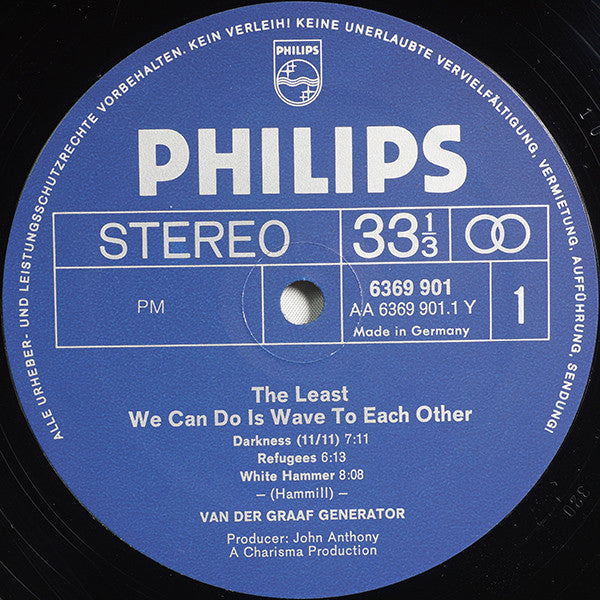 ALLE URHEBER- UND LEISTUNGSSCHUTZRECHTE VORBEHALTEN. KEIN VERLEIH! KEINE UNERLAUBTE VERVIELFÄLTIGUNG, VERMIETUNG, AUFFÜHRUNG, SENDUNG!
PHILIPS
PHILIPS
STEREO
33 1/3
PM
6369 901
AA 6369 901.1 Y
Made in Germany
1
The Least
We Can Do Is Wave To Each Other
Darkness (11/11) 7:11
Refugees 6:13
White Hammer 8:08
– (Hammill) –
VAN DER GRAAF GENERATOR
Producer: John Anthony
A Charisma Production
320